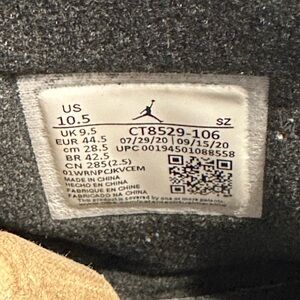 US
10.5
SZ
UK 9.5
EUR 44.5
cm 28.5
BR 42.5
CN 285(2.5)
CT8529-106
07/29/20 | 09/15/20
UPC 00194501088558
01WRNPCJKVCEM
MADE IN CHINA
HECHO EN CHINA
FABRIQUE EN CHINE
FABRICADO NA CHINA